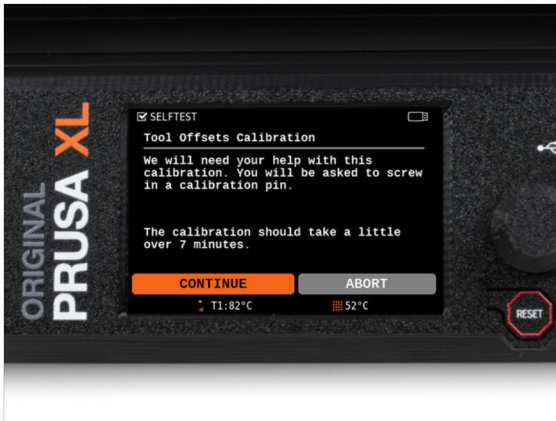 ORIGINAL
PRUSA XL
SELFTEST
Tool Offsets Calibration
We will need your help with this
calibration. You will be asked to screw
in a calibration pin.
The calibration should take a little
over 7 minutes.
CONTINUE
ABORT
T1:82°C
52°C
RESET